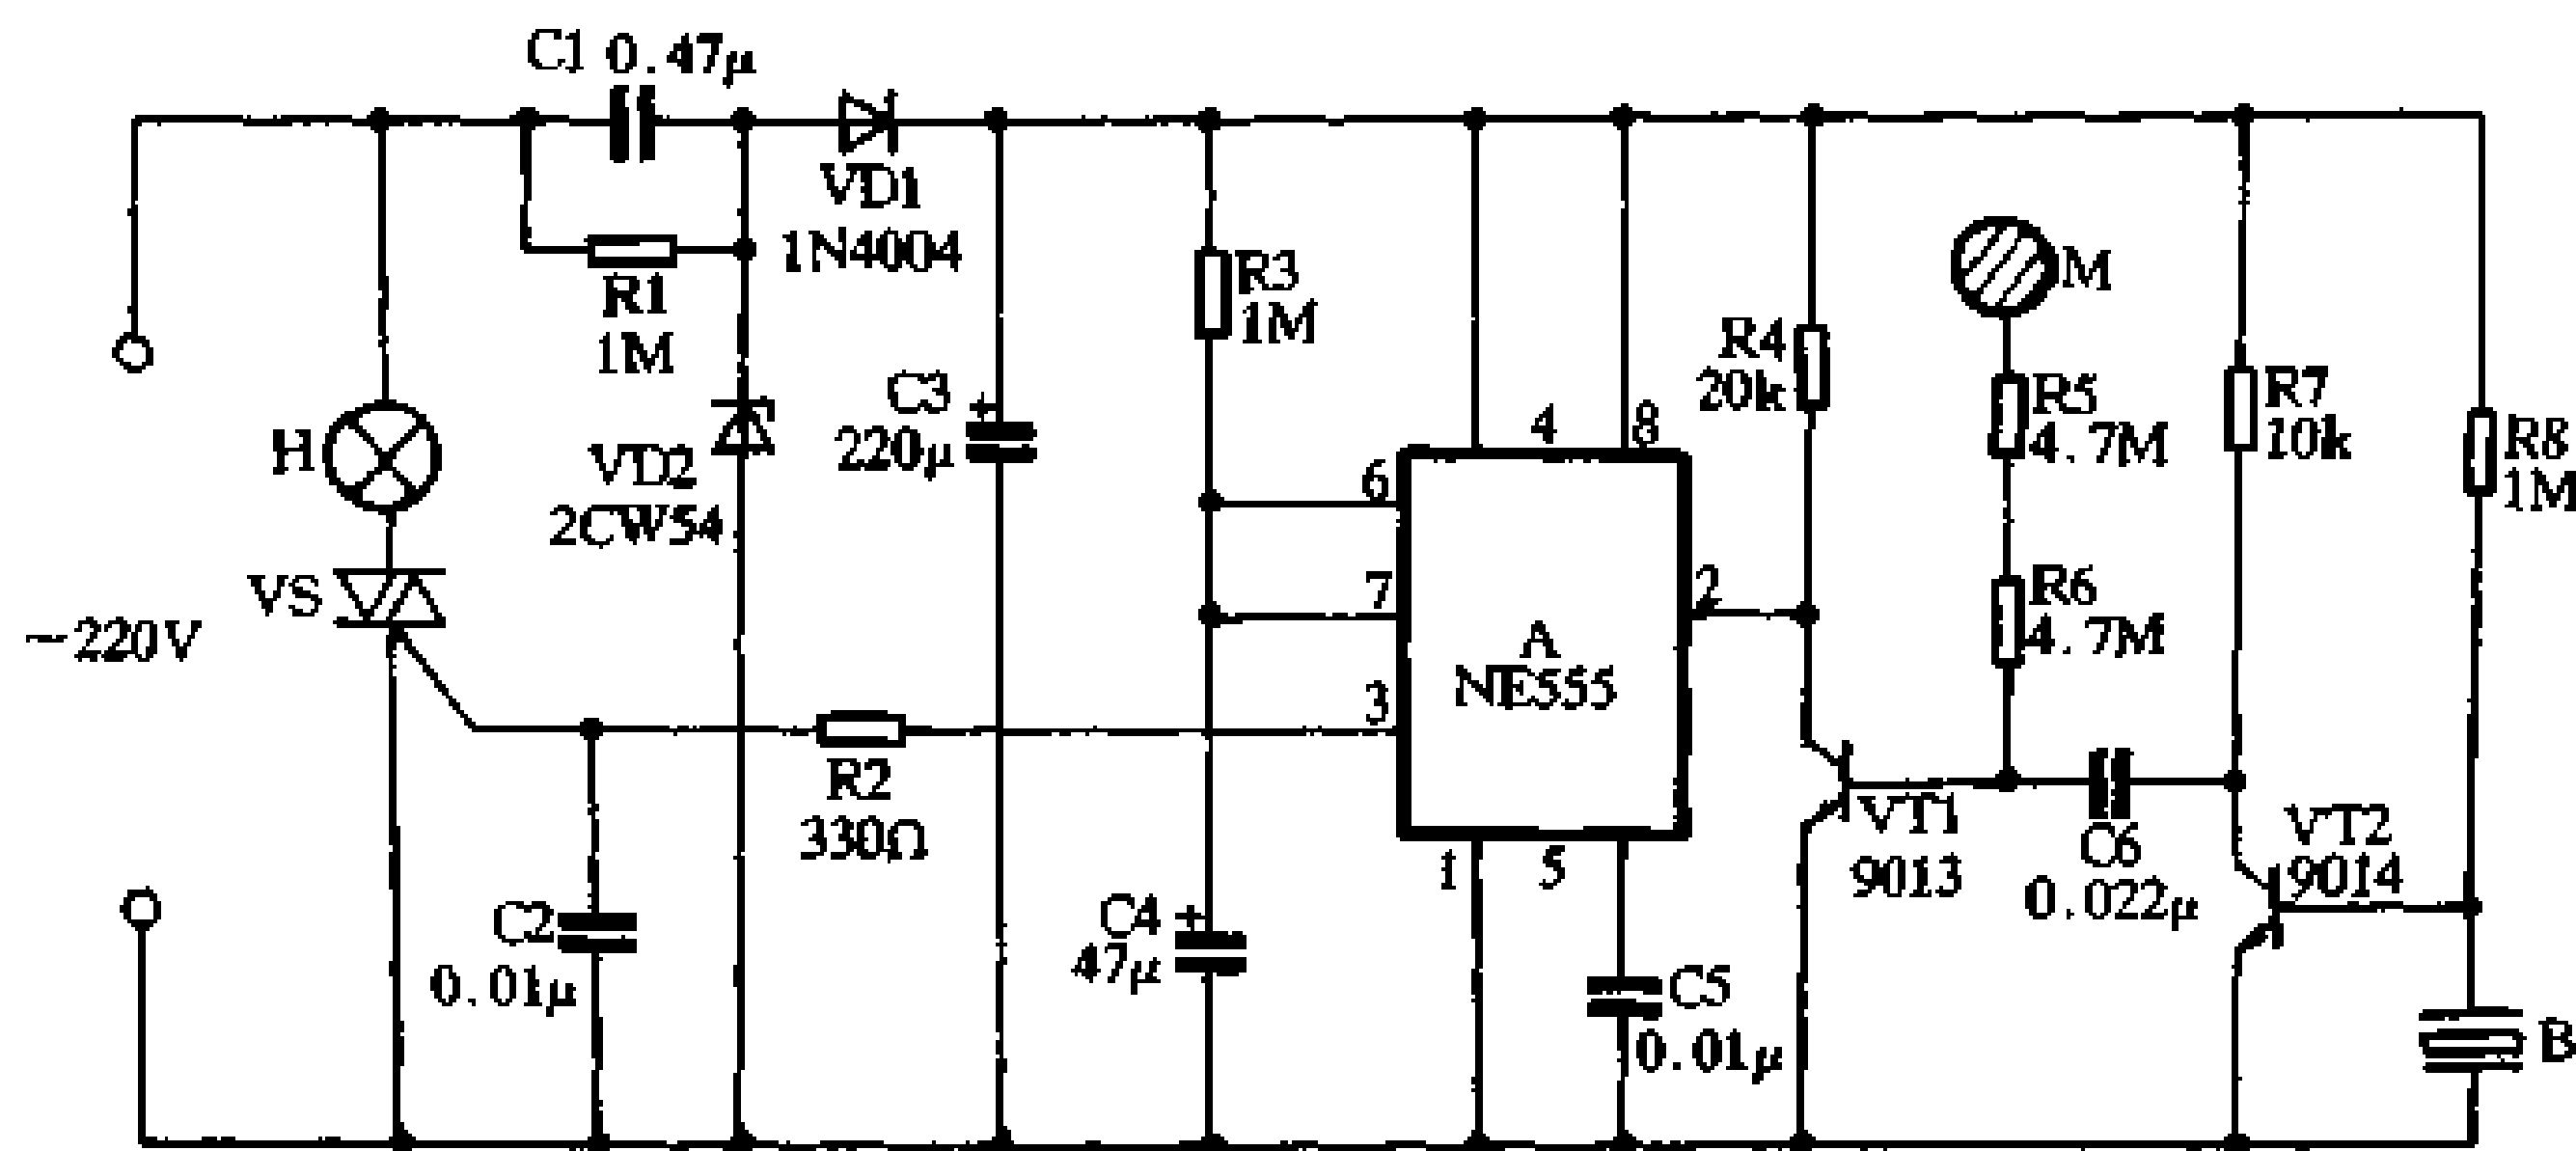 C1 0.47μ
VD1
1N4004
R1
1M
R3
1M
M
C3
+
220μ
R4
20k
R5
4.7M
R7
10k
R8
1M
H
VD2
2CW54
4
8
6
7
2
3
VS
~220V
A
NE555
R6
4.7M
R2
330Ω
VT1
9013
C6
0.022μ
VT2
9014
1
5
C2
0.01μ
C4
+
47μ
C5
0.01μ
B